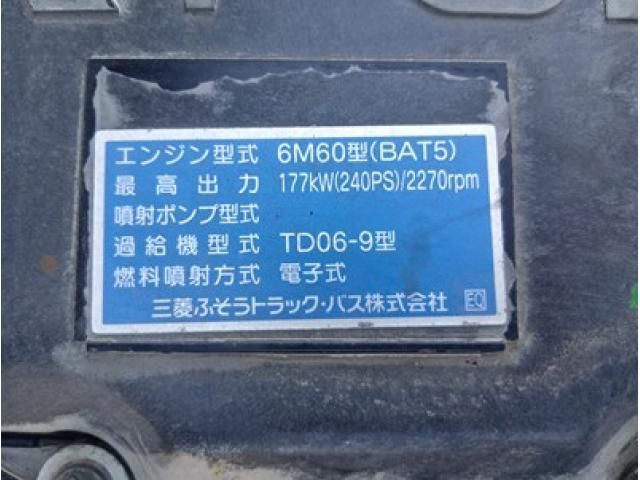 エンジン型式 6M60型(BAT5)
最高出力 177kW(240PS)/2270rpm
噴射ポンプ型式
過給機型式 TD06-9型
燃料噴射方式 電子式
三菱ふそうトラック・バス株式会社 EQ